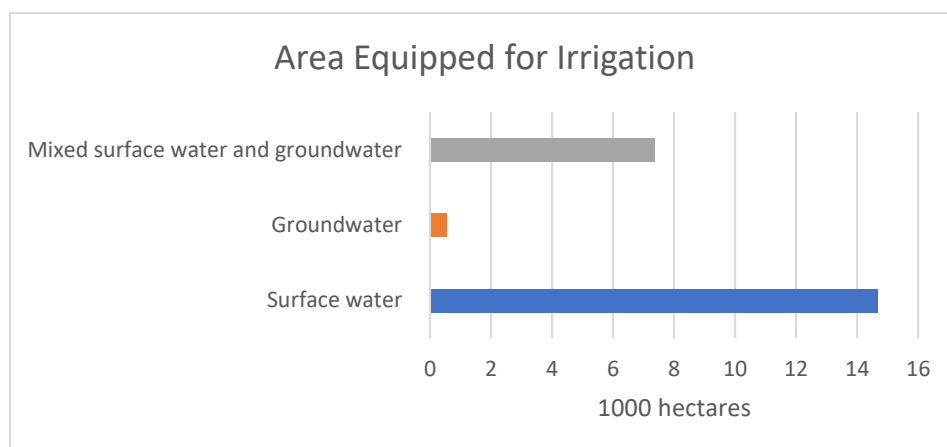 Area Equipped for Irrigation
Mixed surface water and groundwater
Groundwater
Surface water
0 2 4 6 8 10 12 14 16
1000 hectares